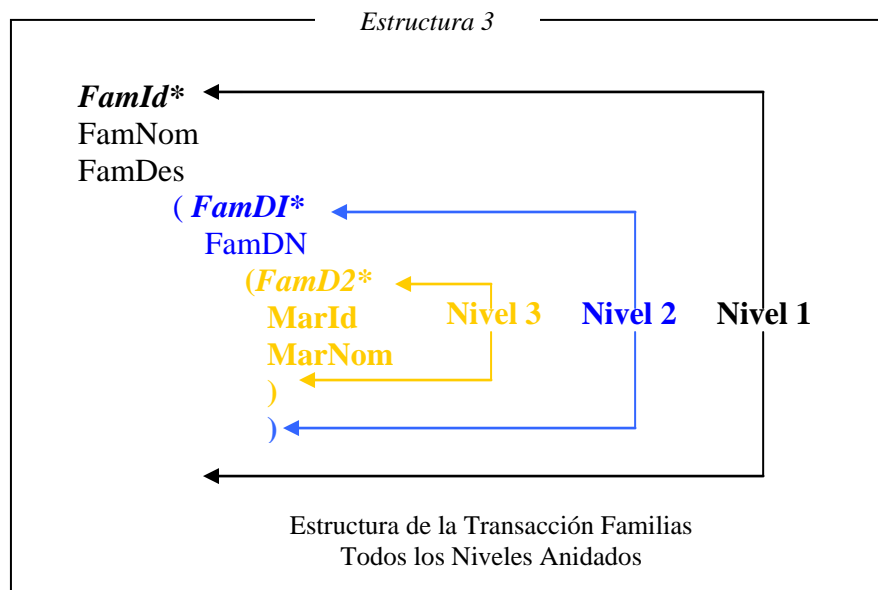 Estructura 3
FamId*
FamNom
FamDes
( FamDI*
FamDN
(FamD2*
MarId Nivel 3 Nivel 2 Nivel 1
MarNom
)
)
Estructura de la Transacción Familias
Todos los Niveles Anidados